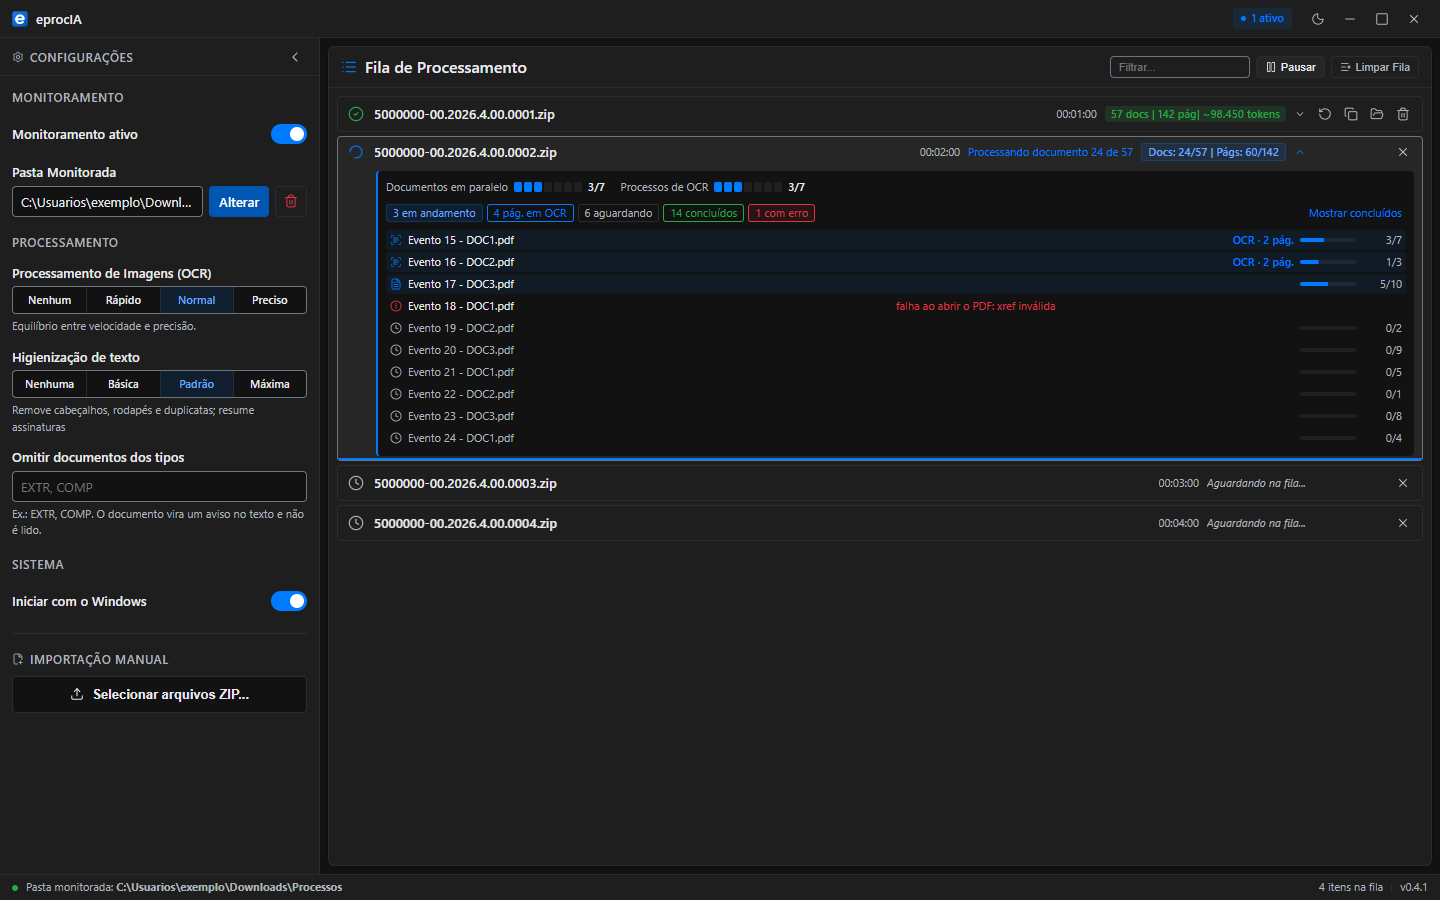 eprocIA
1 ativo
CONFIGURAÇÕES
MONITORAMENTO
Monitoramento ativo
Pasta Monitorada
C:\Usuarios\exemplo\Downl...
Alterar
PROCESSAMENTO
Processamento de Imagens (OCR)
Nenhum Rápido Normal Preciso
Equilíbrio entre velocidade e precisão.
Higienização de texto
Nenhuma Básica Padrão Máxima
Remove cabeçalhos, rodapés e duplicatas; resume
assinaturas
Omitir documentos dos tipos
EXTR, COMP
Ex.: EXTR, COMP. O documento vira um aviso no texto e não
é lido.
SISTEMA
Iniciar com o Windows
IMPORTAÇÃO MANUAL
Selecionar arquivos ZIP...
Fila de Processamento
Filtrar...
Pausar
Limpar Fila
5000000-00.2026.4.00.0001.zip 00:01:00 57 docs | 142 pág| ~98.450 tokens
5000000-00.2026.4.00.0002.zip 00:02:00 Processando documento 24 de 57 Docs: 24/57 | Págs: 60/142
Documentos em paralelo 3/7 Processos de OCR 3/7
3 em andamento 4 pág. em OCR 6 aguardando 14 concluídos 1 com erro Mostrar concluídos
Evento 15 - DOC1.pdf OCR · 2 pág. 3/7
Evento 16 - DOC2.pdf OCR · 2 pág. 1/3
Evento 17 - DOC3.pdf 5/10
Evento 18 - DOC1.pdf falha ao abrir o PDF: xref inválida
Evento 19 - DOC2.pdf 0/2
Evento 20 - DOC3.pdf 0/9
Evento 21 - DOC1.pdf 0/5
Evento 22 - DOC2.pdf 0/1
Evento 23 - DOC3.pdf 0/8
Evento 24 - DOC1.pdf 0/4
5000000-00.2026.4.00.0003.zip 00:03:00 Aguardando na fila...
5000000-00.2026.4.00.0004.zip 00:04:00 Aguardando na fila...
Pasta monitorada: C:\Usuarios\exemplo\Downloads\Processos
4 itens na fila
v0.4.1